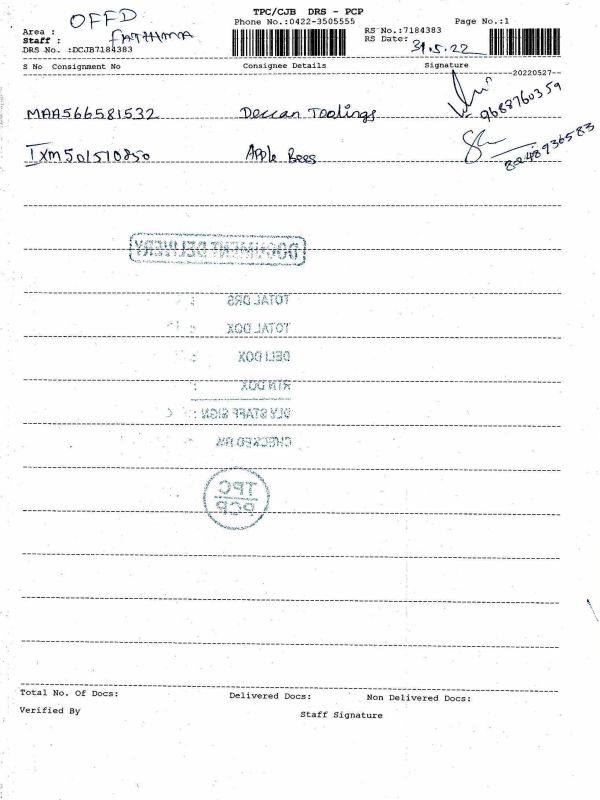 TPC/CJB DRS - PCP
OFFD
Phone No.:0422-3505555
Page No.:1
Area :
Staff : FATHIMA
RS No.:7184383
DRS No. :DCJB7184383
RS Date: 31.5.22
S No Consignment No Consignee Details Signature
--20220527--
MAA566581532 Deccan Toolings
9688760359
IXM501510850 Apple Bees
8248936583
DOCUMENT DELIVERY
TOTAL DRS :
TOTAL DOX :
DELI DOX :
RTN DOX :
DLV STAFF SIGN :
CHECKED BY
TPC
PCP
Total No. Of Docs: Delivered Docs: Non Delivered Docs:
Verified By Staff Signature